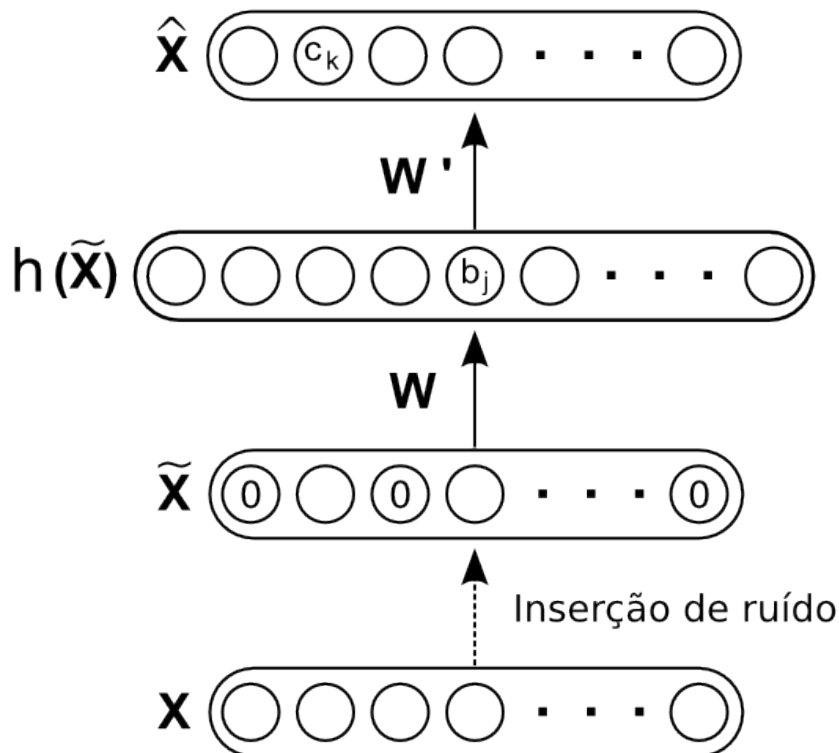 X̂ c_k
W '
h(X̃) b_j
W
X̃ 0 0 0
Inserção de ruído
X